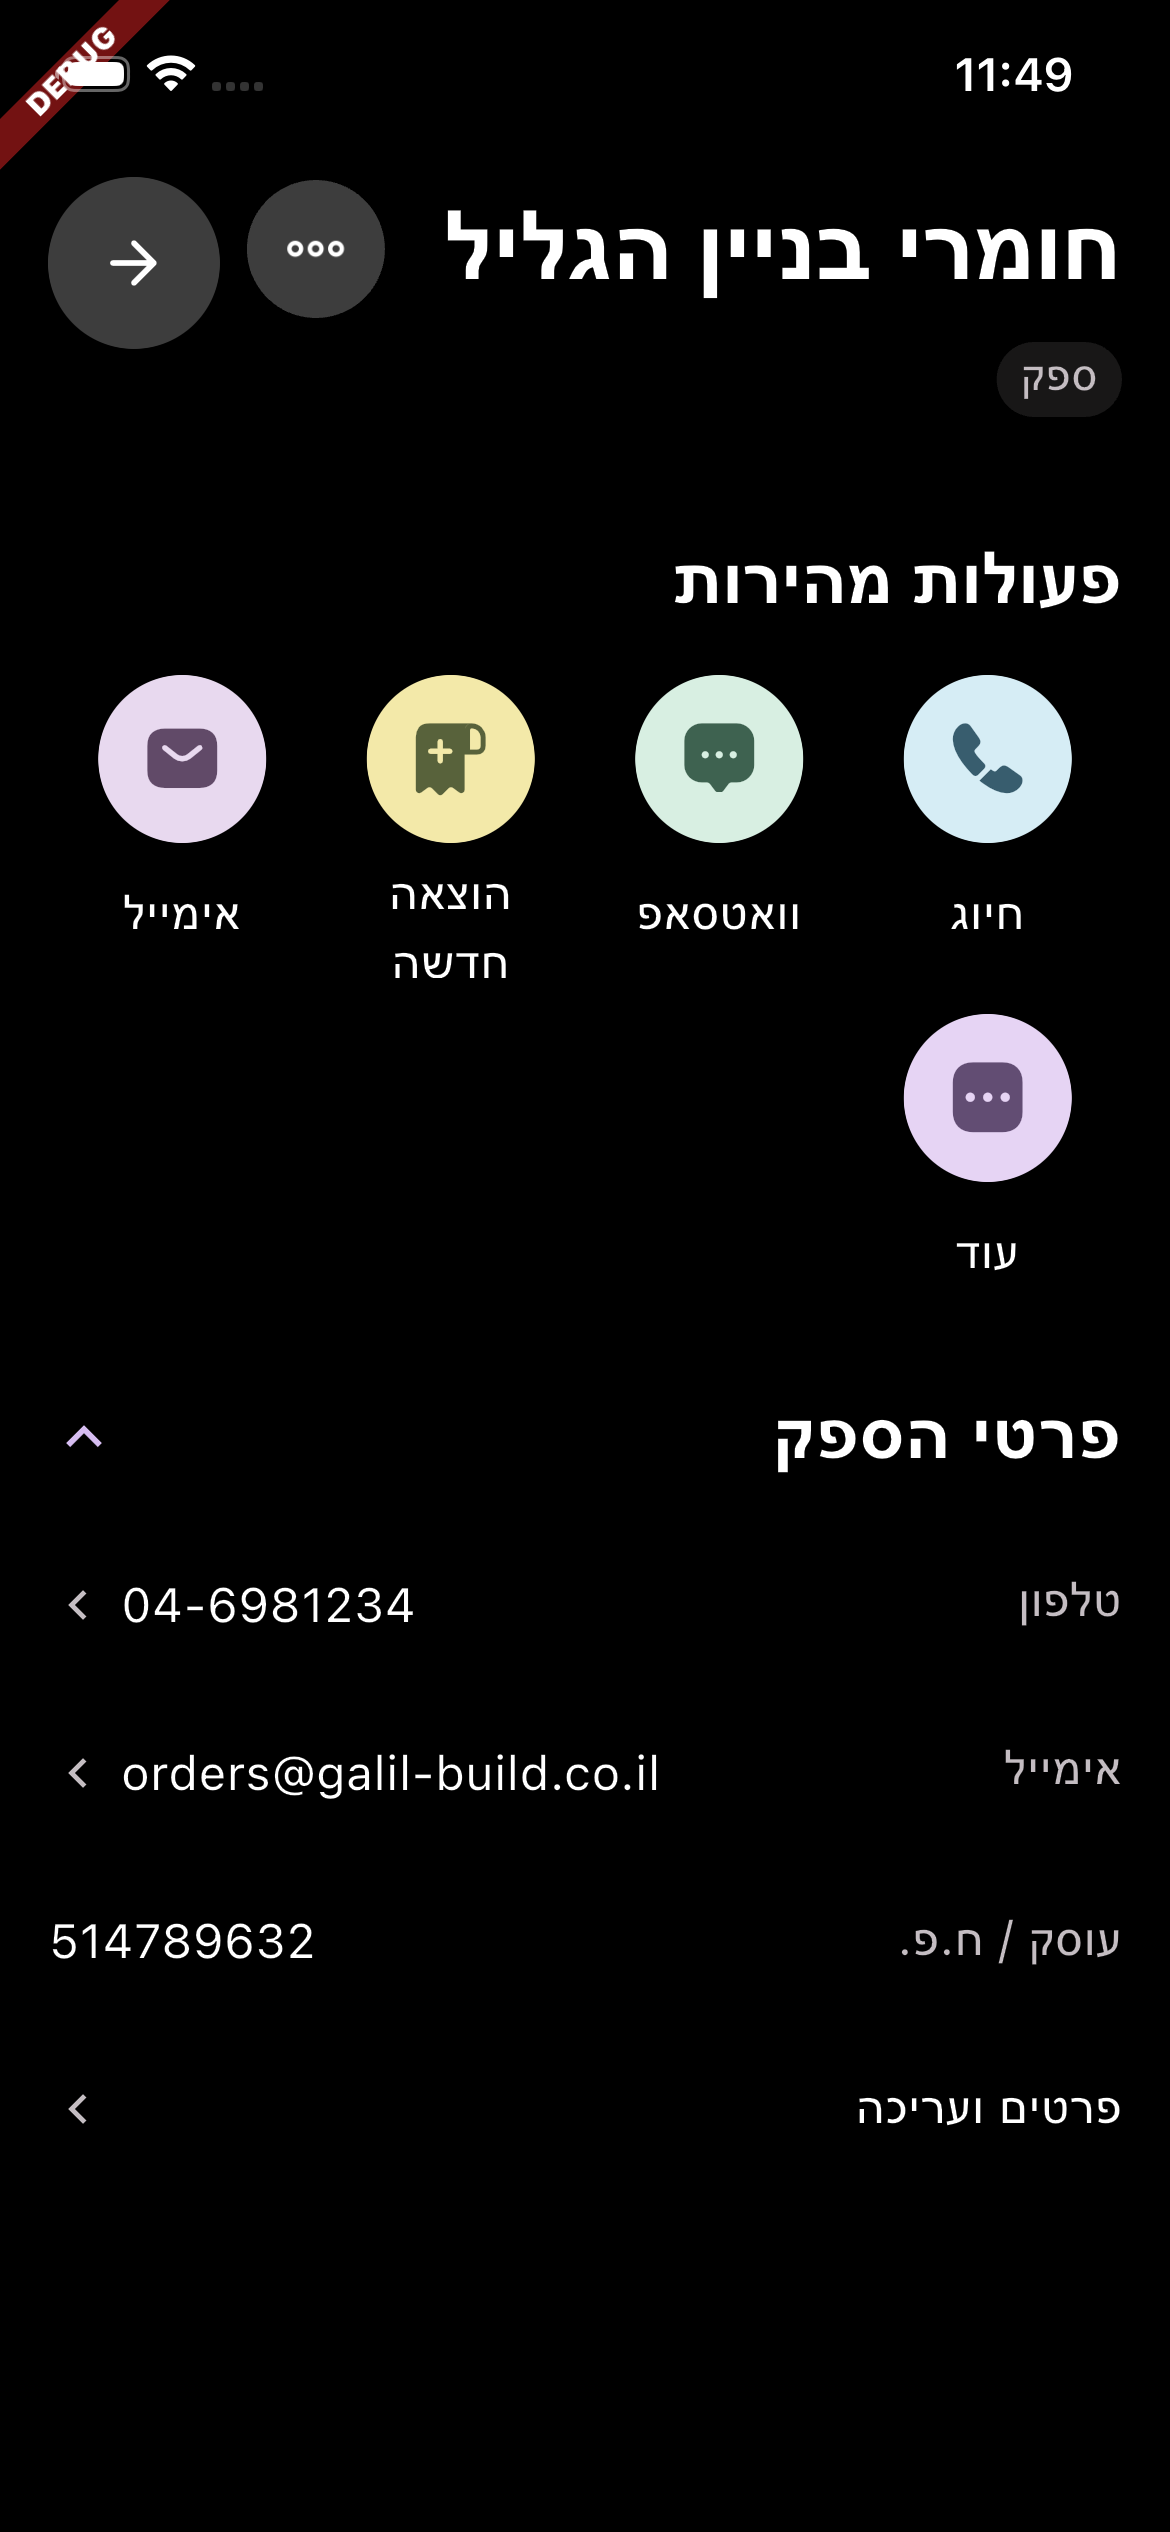 11:49
DEBUG
חומרי בניין הגליל
ספק
פעולות מהירות
חיוג
וואטסאפ
הוצאה
חדשה
אימייל
עוד
פרטי הספק
טלפון
04-6981234
אימייל
orders@galil-build.co.il
עוסק / ח.פ.
514789632
פרטים ועריכה